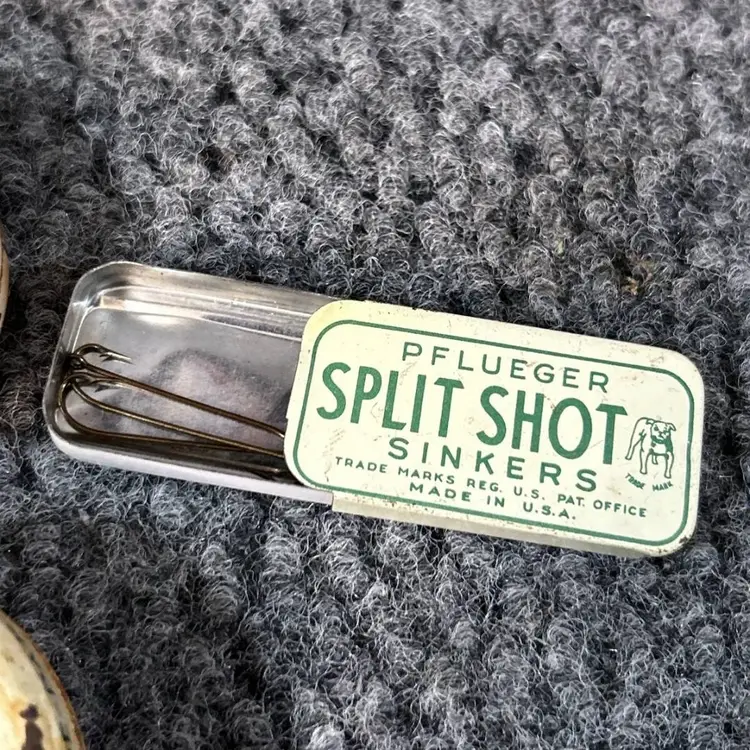 PFLUEGER
SPLIT SHOT
SINKERS
TRADE MARKS REG. U.S. PAT. OFFICE
MADE IN U.S.A.
TRADE MARK